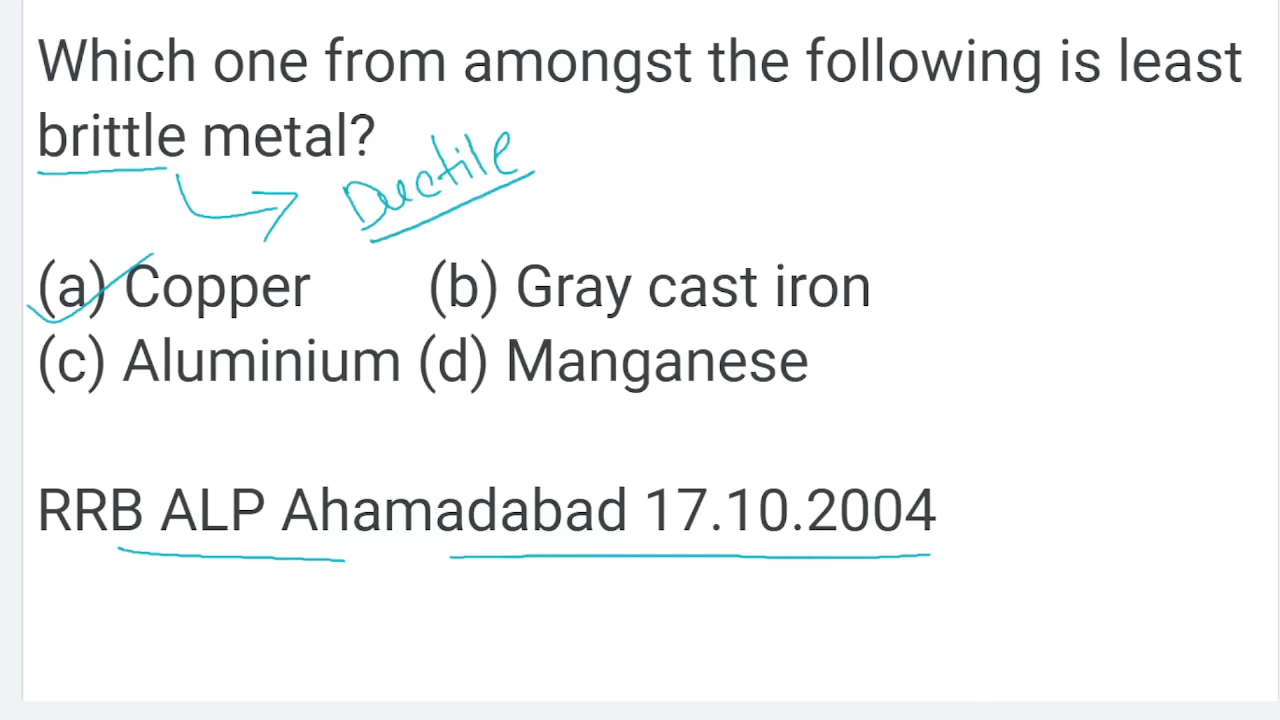 Which one from amongst the following is least
brittle metal?
Ductile
(a) Copper (b) Gray cast iron
(c) Aluminium (d) Manganese
RRB ALP Ahamadabad 17.10.2004